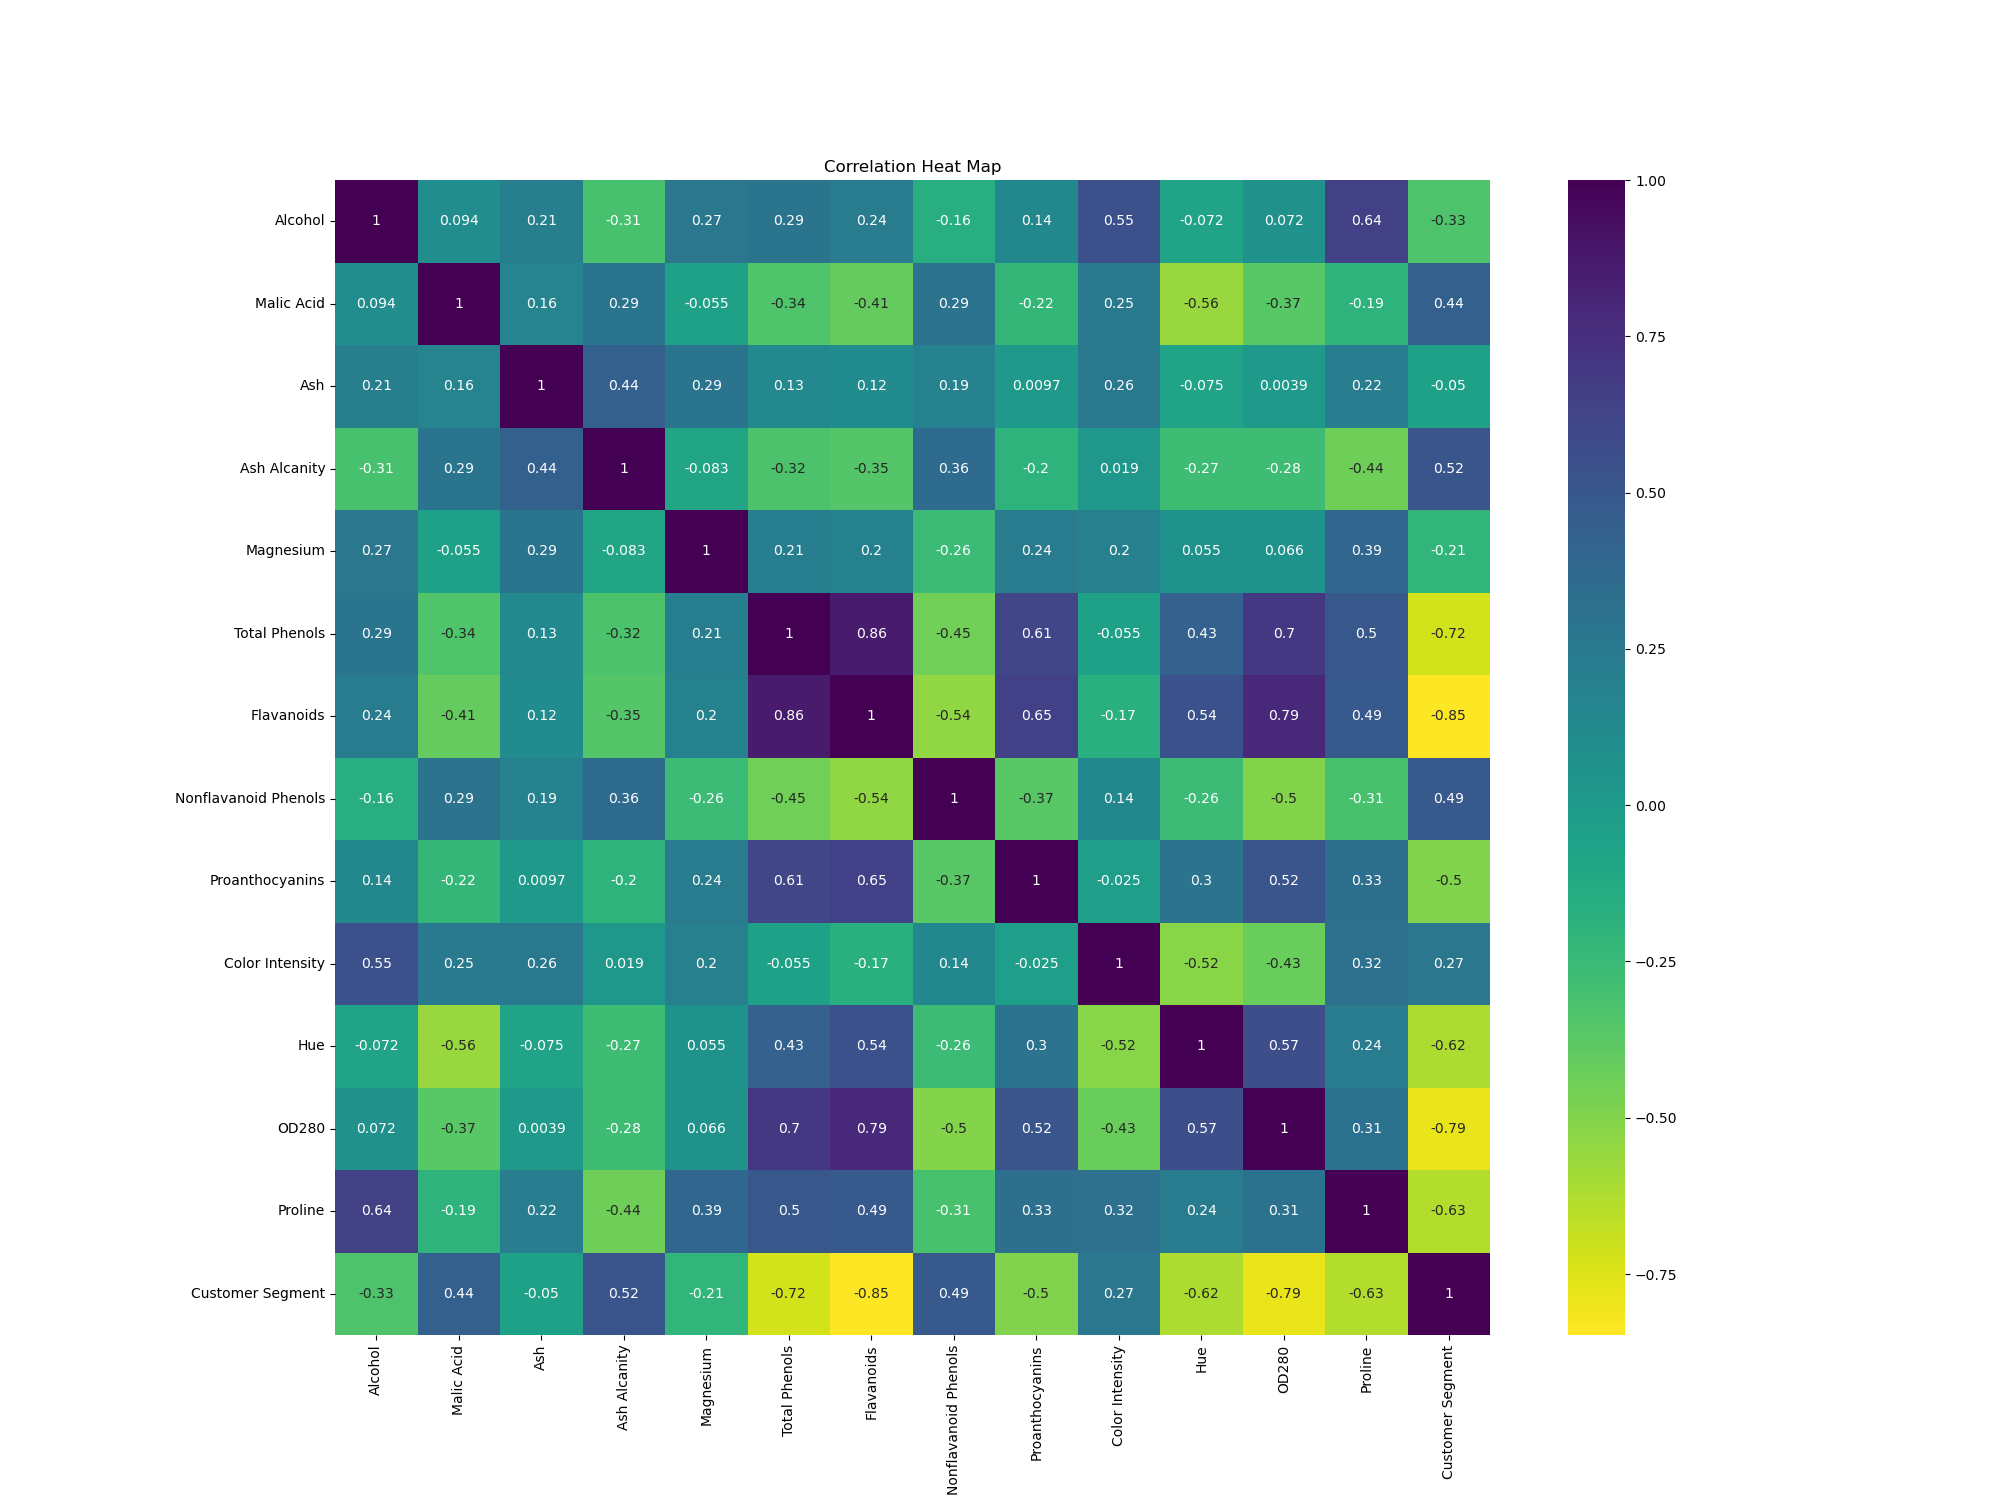 Correlation Heat Map
Alcohol 1 0.094 0.21 -0.31 0.27 0.29 0.24 -0.16 0.14 0.55 -0.072 0.072 0.64 -0.33
Malic Acid 0.094 1 0.16 0.29 -0.055 -0.34 -0.41 0.29 -0.22 0.25 -0.56 -0.37 -0.19 0.44
Ash 0.21 0.16 1 0.44 0.29 0.13 0.12 0.19 0.0097 0.26 -0.075 0.0039 0.22 -0.05
Ash Alcanity -0.31 0.29 0.44 1 -0.083 -0.32 -0.35 0.36 -0.2 0.019 -0.27 -0.28 -0.44 0.52
Magnesium 0.27 -0.055 0.29 -0.083 1 0.21 0.2 -0.26 0.24 0.2 0.055 0.066 0.39 -0.21
Total Phenols 0.29 -0.34 0.13 -0.32 0.21 1 0.86 -0.45 0.61 -0.055 0.43 0.7 0.5 -0.72
Flavanoids 0.24 -0.41 0.12 -0.35 0.2 0.86 1 -0.54 0.65 -0.17 0.54 0.79 0.49 -0.85
Nonflavanoid Phenols -0.16 0.29 0.19 0.36 -0.26 -0.45 -0.54 1 -0.37 0.14 -0.26 -0.5 -0.31 0.49
Proanthocyanins 0.14 -0.22 0.0097 -0.2 0.24 0.61 0.65 -0.37 1 -0.025 0.3 0.52 0.33 -0.5
Color Intensity 0.55 0.25 0.26 0.019 0.2 -0.055 -0.17 0.14 -0.025 1 -0.52 -0.43 0.32 0.27
Hue -0.072 -0.56 -0.075 -0.27 0.055 0.43 0.54 -0.26 0.3 -0.52 1 0.57 0.24 -0.62
OD280 0.072 -0.37 0.0039 -0.28 0.066 0.7 0.79 -0.5 0.52 -0.43 0.57 1 0.31 -0.79
Proline 0.64 -0.19 0.22 -0.44 0.39 0.5 0.49 -0.31 0.33 0.32 0.24 0.31 1 -0.63
Customer Segment -0.33 0.44 -0.05 0.52 -0.21 -0.72 -0.85 0.49 -0.5 0.27 -0.62 -0.79 -0.63 1
Alcohol
Malic Acid
Ash
Ash Alcanity
Magnesium
Total Phenols
Flavanoids
Nonflavanoid Phenols
Proanthocyanins
Color Intensity
Hue
OD280
Proline
Customer Segment
1.00
0.75
0.50
0.25
0.00
−0.25
−0.50
−0.75